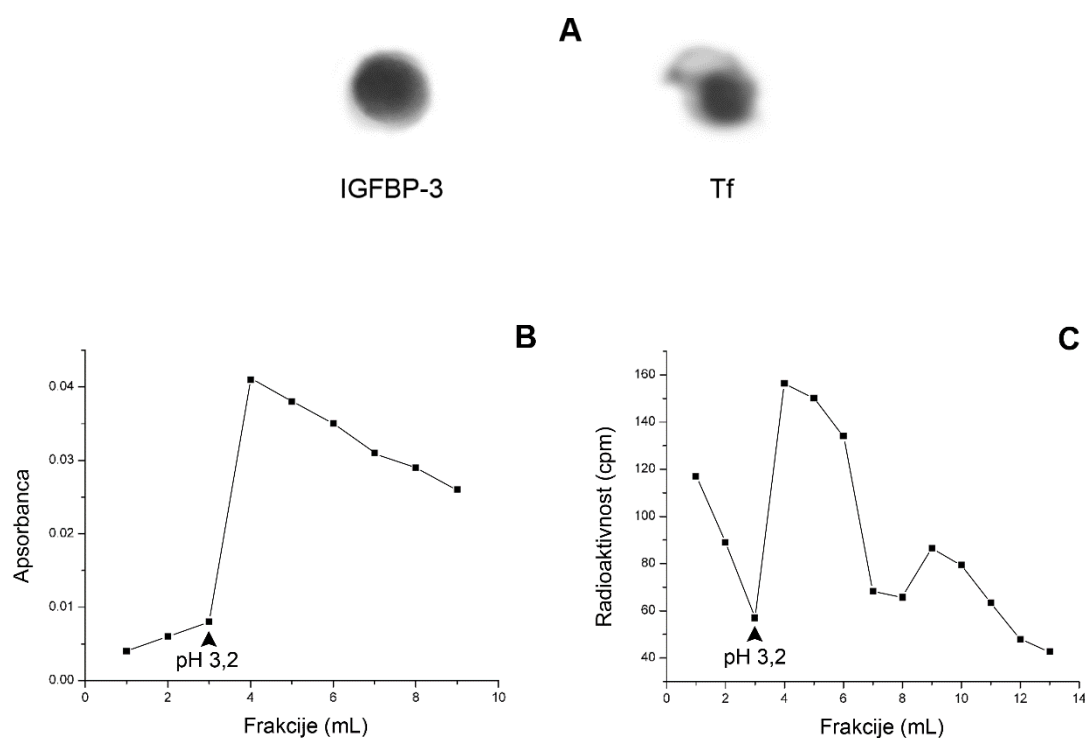 A
IGFBP-3 Tf
B
Apsorbanca
0.04
0.03
0.02
0.01
0.00
pH 3,2
0 2 4 6 8 10
Frakcije (mL)
C
Radioaktivnost (cpm)
160
140
120
100
80
60
40
pH 3,2
0 2 4 6 8 10 12 14
Frakcije (mL)